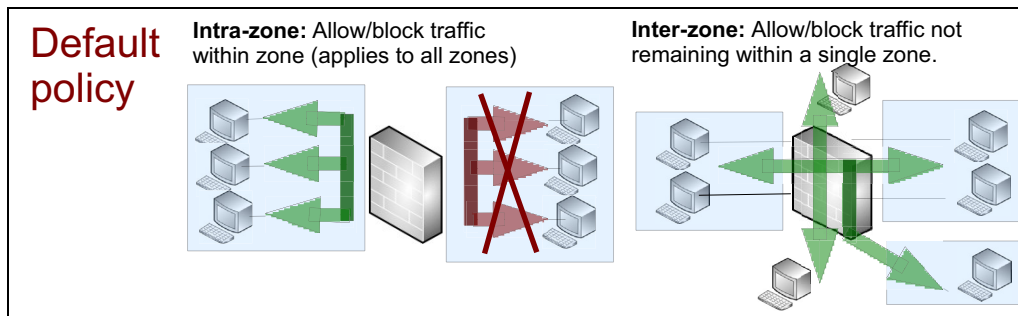 Default
policy
Intra-zone: Allow/block traffic
within zone (applies to all zones)
Inter-zone: Allow/block traffic not
remaining within a single zone.